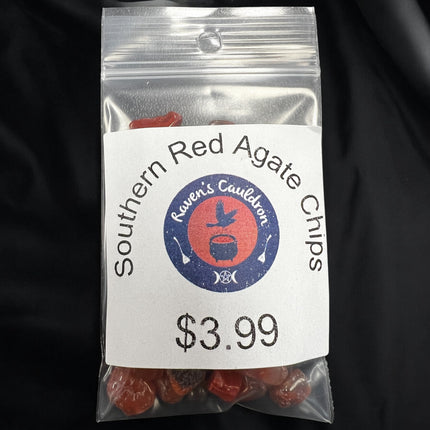 Southern Red Agate Chips
Raven's Cauldron
$3.99